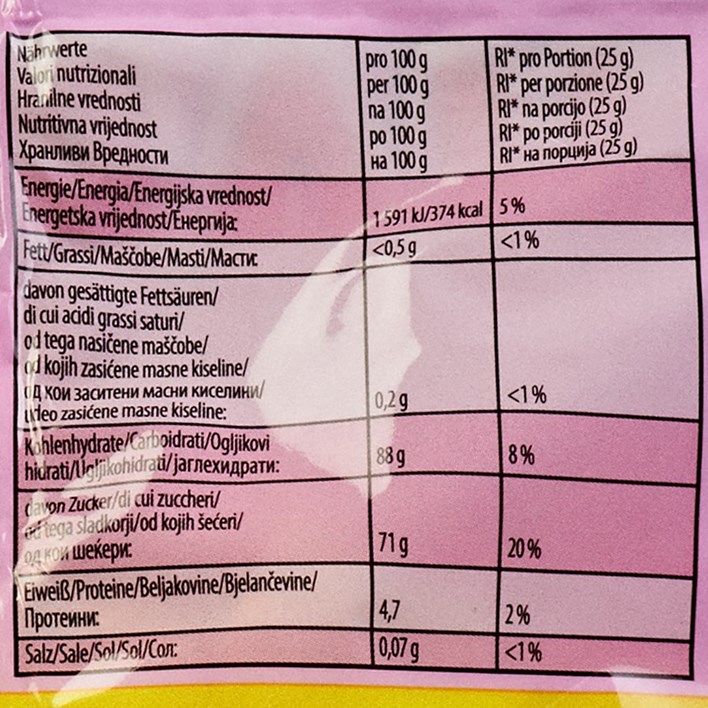 Nährwerte
Valori nutrizionali
Hranilne vrednosti
Nutritivna vrijednost
Хранливи Вредности
pro 100 g
per 100 g
na 100 g
po 100 g
на 100 g
RI* pro Portion (25 g)
RI* per porzione (25 g)
RI* na porcijo (25 g)
RI* po porciji (25 g)
RI* на порција (25 g)
Energie/Energia/Energijska vrednost/
Energetska vrijednost/Енергија:
1 591 kJ/374 kcal
5 %
Fett/Grassi/Maščobe/Masti/Масти:
<0,5 g
<1 %
davon gesättigte Fettsäuren/
di cui acidi grassi saturi/
od tega nasičene maščobe/
od kojih zasićene masne kiseline/
од кои заситени масни киселини/
udeo zasićene masne kiseline:
0,2 g
<1 %
Kohlenhydrate/Carboidrati/Ogljikovi
hidrati/Ugljikohidrati/јаглехидрати:
88 g
8 %
davon Zucker/di cui zuccheri/
od tega sladkorji/od kojih šećeri/
од кои шеќери:
71 g
20 %
Eiweiß/Proteine/Beljakovine/Bjelančevine/
Протеини:
4,7
2 %
Salz/Sale/Sol/Sol/Сол:
0,07 g
<1 %